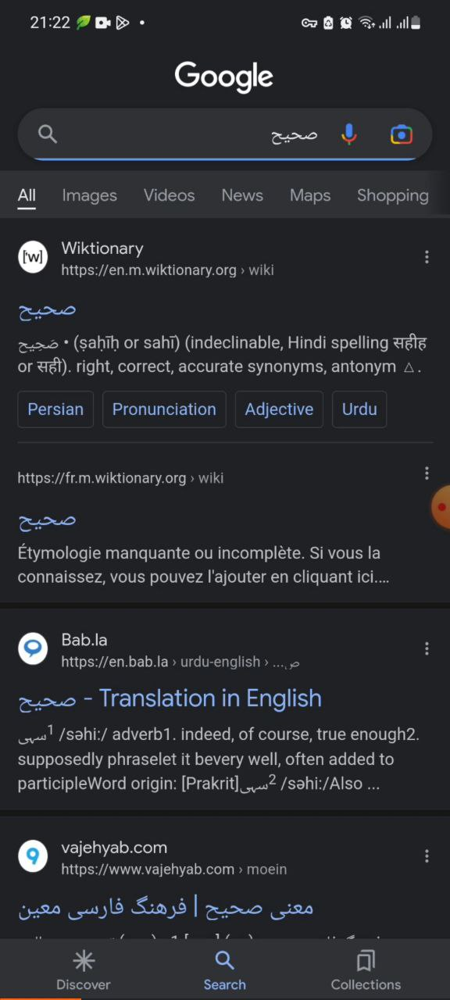 21:22
Google
صحيح
All Images Videos News Maps Shopping
['w] Wiktionary
https://en.m.wiktionary.org › wiki
صحیح
صَحِیح • (ṣaḥīḥ or sahī) (indeclinable, Hindi spelling सहीह
or सही). right, correct, accurate synonyms, antonym △.
Persian Pronunciation Adjective Urdu
https://fr.m.wiktionary.org › wiki
صحیح
Étymologie manquante ou incomplète. Si vous la
connaissez, vous pouvez l'ajouter en cliquant ici....
Bab.la
https://en.bab.la › urdu-english › ...ص
صحیح - Translation in English
سہی1 /səhi:/ adverb1. indeed, of course, true enough2.
supposedly phraselet it bevery well, often added to
participleWord origin: [Prakrit]سہی2 /səhi:/Also ...
vajehyab.com
https://www.vajehyab.com › moein
معنی صحیح | فرهنگ فارسی معین
Discover Search Collections